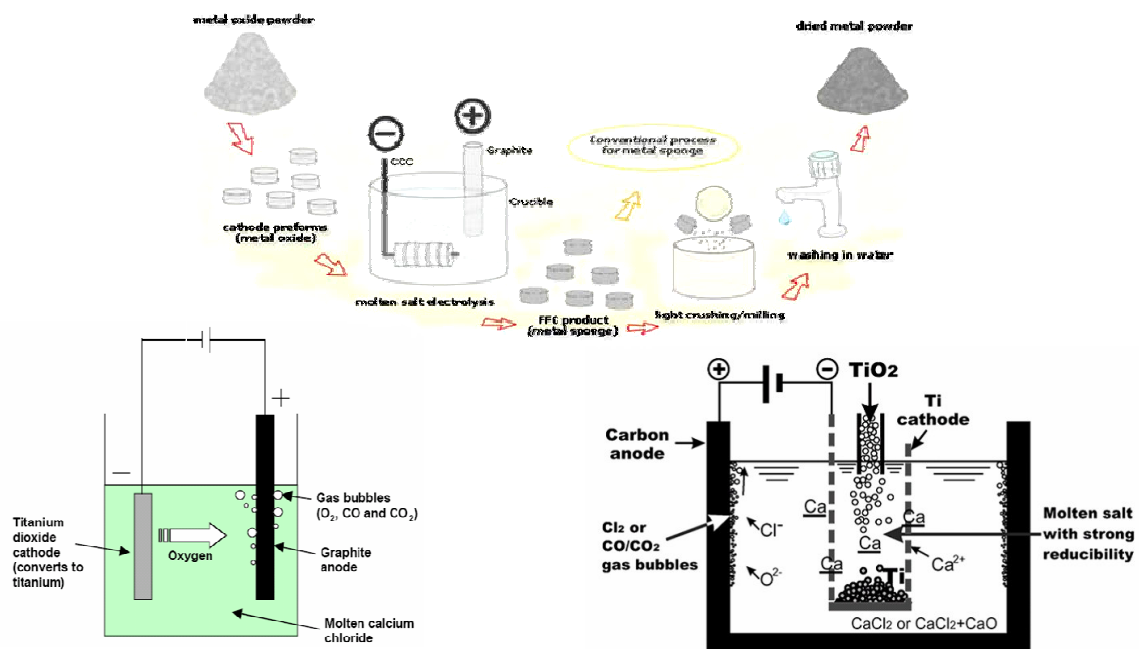 metal oxide powder
dried metal powder
Conventional process
for metal sponge
Graphite
CCC
Crucible
cathode preforms
(metal oxide)
washing in water
molten salt electrolysis
FFC product
(metal sponge)
light crushing/milling
+
−
Gas bubbles
(O₂, CO and CO₂)
Titanium
dioxide
cathode
(converts to
titanium)
Oxygen
Graphite
anode
Molten calcium
chloride
+
−
TiO₂
Ti
cathode
Carbon
anode
Ca
Cl₂ or
CO/CO₂
gas bubbles
Cl⁻
Ca
Ca
Molten salt
with strong
reducibility
Ca
Ca²⁺
O²⁻
Ti
CaCl₂ or CaCl₂+CaO